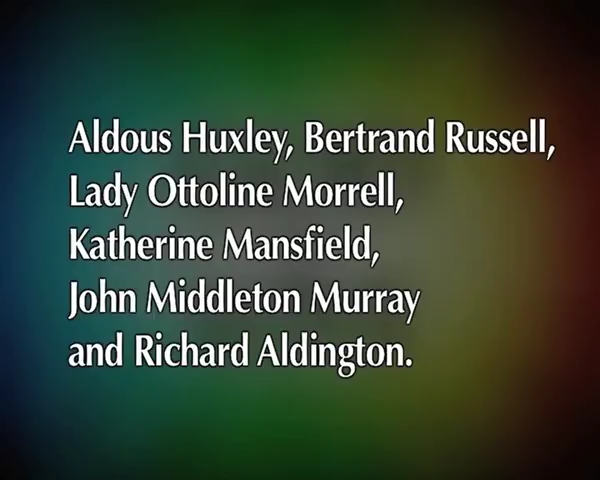 Aldous Huxley, Bertrand Russell,
Lady Ottoline Morrell,
Katherine Mansfield,
John Middleton Murray
and Richard Aldington.